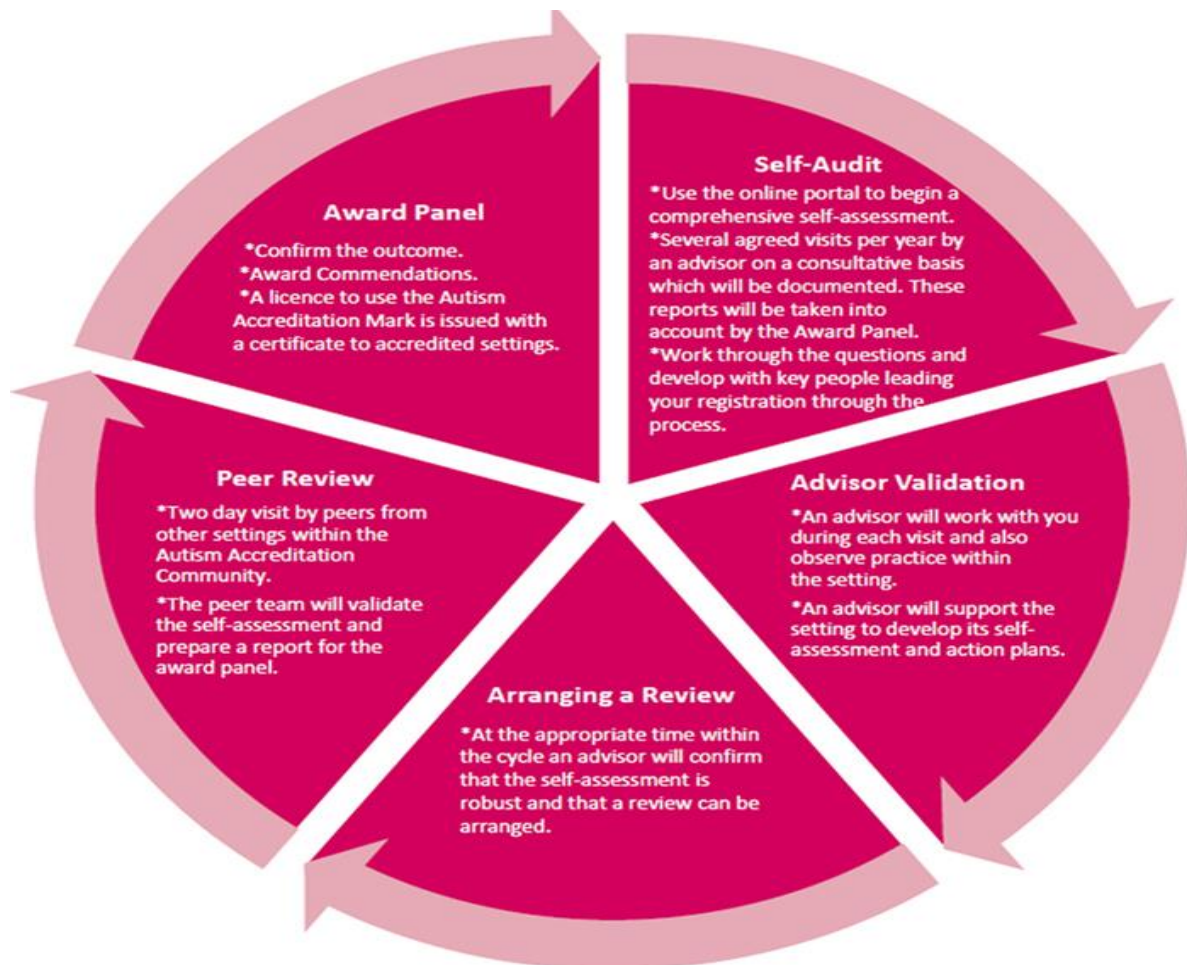 Self-Audit
*Use the online portal to begin a
comprehensive self-assessment.
*Several agreed visits per year by
an advisor on a consultative basis
which will be documented. These
reports will be taken into
account by the Award Panel.
*Work through the questions and
develop with key people leading
your registration through the
process.
Advisor Validation
*An advisor will work with you
during each visit and also
observe practice within
the setting.
*An advisor will support the
setting to develop its self-
assessment and action plans.
Arranging a Review
*At the appropriate time within
the cycle an advisor will confirm
that the self-assessment is
robust and that a review can be
arranged.
Peer Review
*Two day visit by peers from
other settings within the
Autism Accreditation
Community.
*The peer team will validate
the self-assessment and
prepare a report for the
award panel.
Award Panel
*Confirm the outcome.
*Award Commendations.
*A licence to use the Autism
Accreditation Mark is issued with
a certificate to accredited settings.